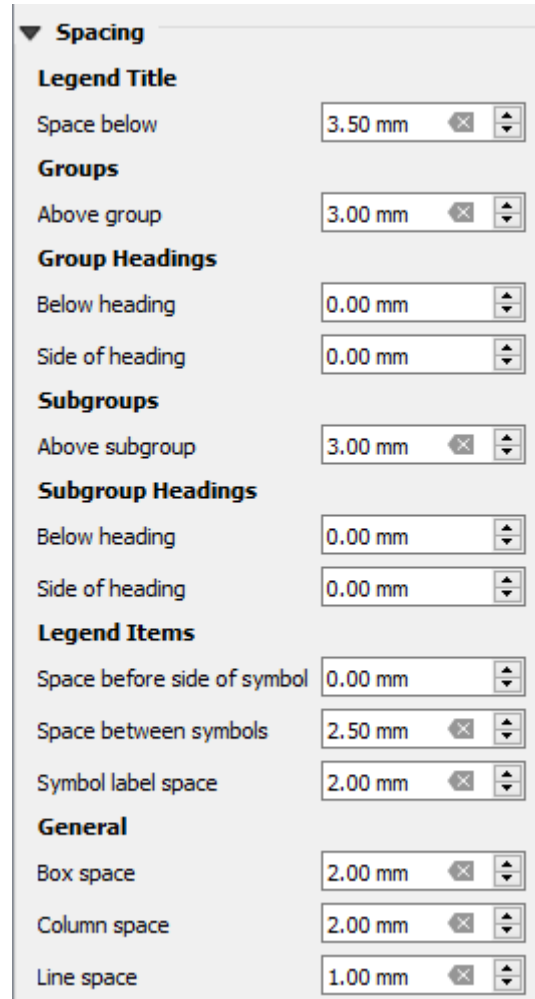 Spacing
Legend Title
Space below 3.50 mm
Groups
Above group 3.00 mm
Group Headings
Below heading 0.00 mm
Side of heading 0.00 mm
Subgroups
Above subgroup 3.00 mm
Subgroup Headings
Below heading 0.00 mm
Side of heading 0.00 mm
Legend Items
Space before side of symbol 0.00 mm
Space between symbols 2.50 mm
Symbol label space 2.00 mm
General
Box space 2.00 mm
Column space 2.00 mm
Line space 1.00 mm